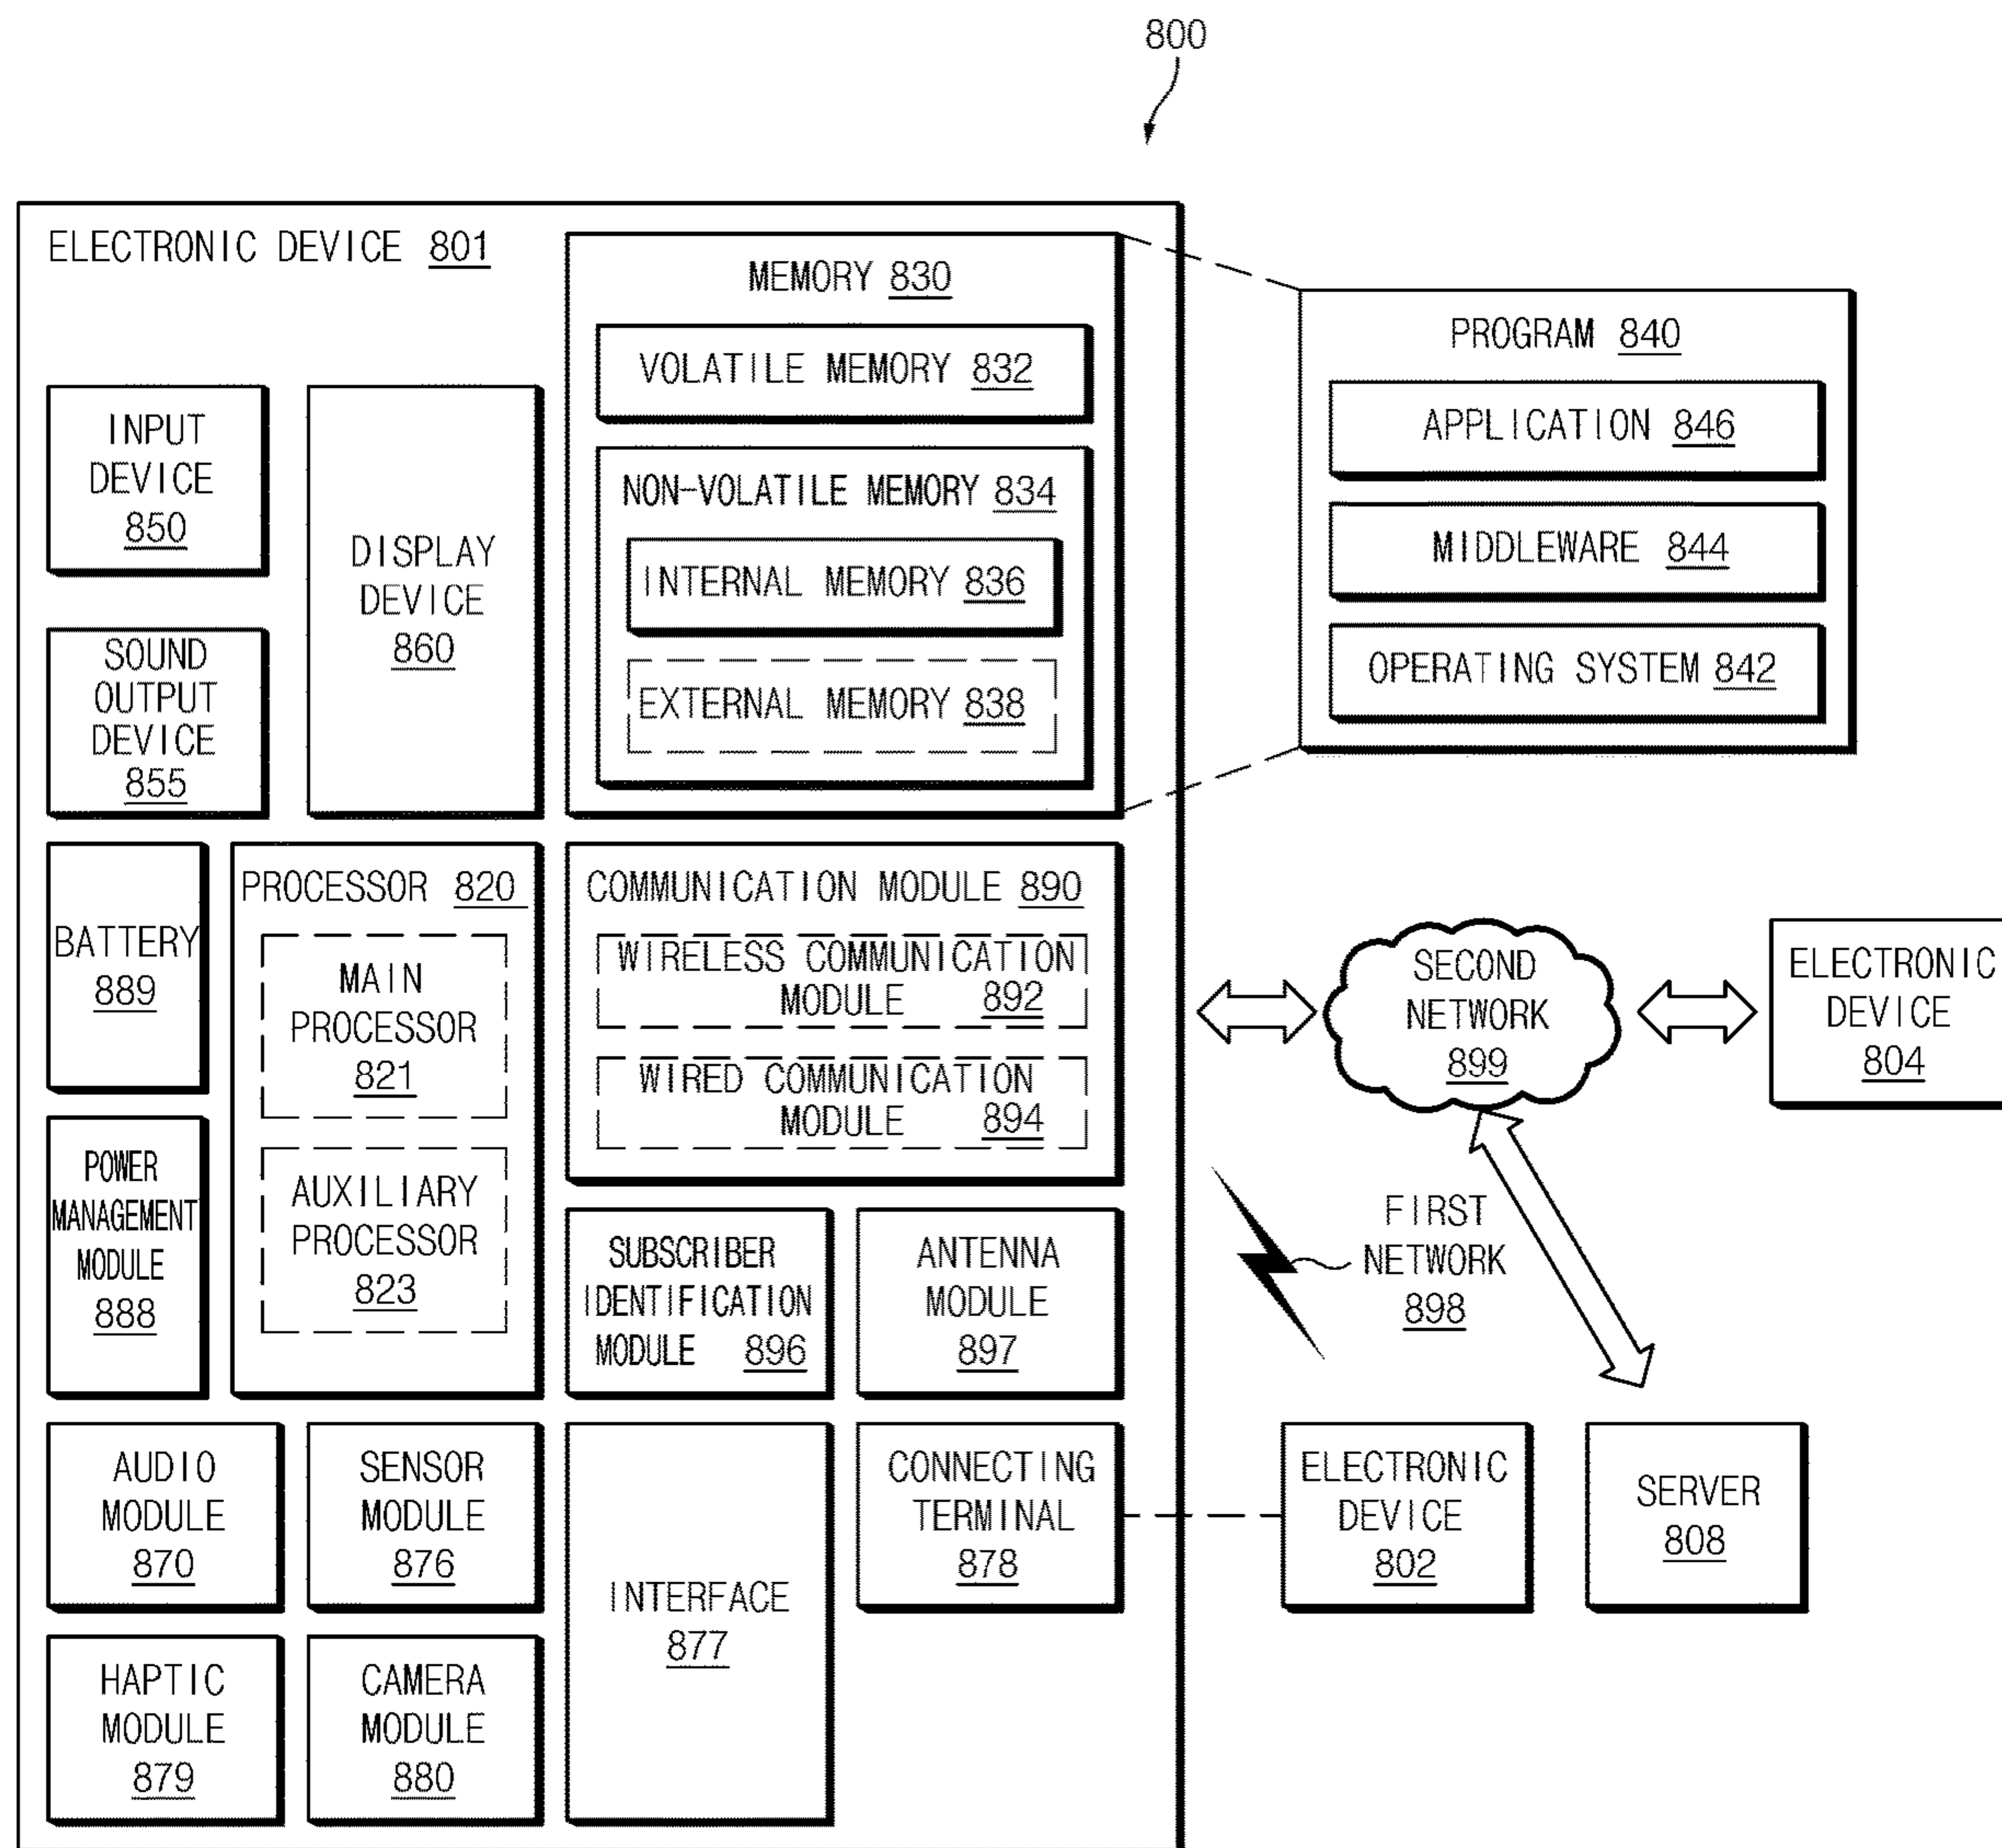 800
ELECTRONIC DEVICE 801
MEMORY 830
VOLATILE MEMORY 832
NON-VOLATILE MEMORY 834
INTERNAL MEMORY 836
EXTERNAL MEMORY 838
PROGRAM 840
APPLICATION 846
MIDDLEWARE 844
OPERATING SYSTEM 842
INPUT
DEVICE
850
SOUND
OUTPUT
DEVICE
855
DISPLAY
DEVICE
860
BATTERY
889
POWER
MANAGEMENT
MODULE
888
PROCESSOR 820
MAIN
PROCESSOR
821
AUXILIARY
PROCESSOR
823
COMMUNICATION MODULE 890
WIRELESS COMMUNICATION
MODULE 892
WIRED COMMUNICATION
MODULE 894
SUBSCRIBER
IDENTIFICATION
MODULE 896
ANTENNA
MODULE
897
SECOND
NETWORK
899
ELECTRONIC
DEVICE
804
FIRST
NETWORK
898
AUDIO
MODULE
870
SENSOR
MODULE
876
INTERFACE
877
CONNECTING
TERMINAL
878
ELECTRONIC
DEVICE
802
SERVER
808
HAPTIC
MODULE
879
CAMERA
MODULE
880